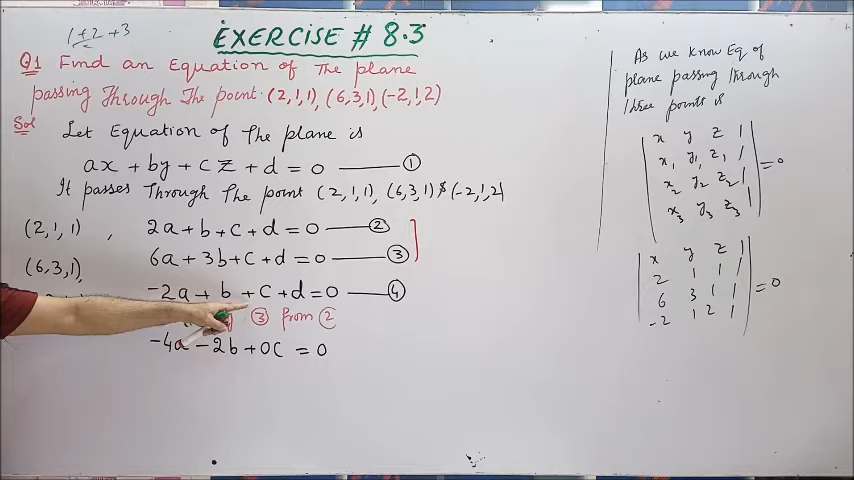 1+2+3
EXERCISE # 8.3
Q1 Find an Equation of The plane
passing Through The point (2,1,1), (6,3,1), (-2,1,2)
Sol Let Equation of The plane is
ax + by + cz + d = 0 ——— ①
It passes Through The point (2,1,1), (6,3,1) & (-2,1,2)
(2,1,1), 2a+b+c+d=0 ——— ②
(6,3,1), 6a+3b+c+d=0 ——— ③
-2a+b+c+d=0 ——— ④
③ from ②
-4a-2b+0c=0
As we know Eq of
plane passing through
three points is
x y z 1
x₁ y₁ z₁ 1
x₂ y₂ z₂ 1 =0
x₃ y₃ z₃ 1
x y z 1
2 1 1 1
6 3 1 1 =0
-2 1 2 1